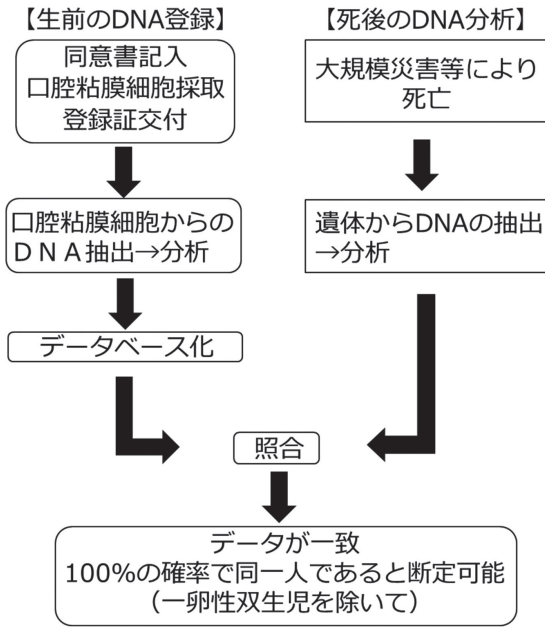 【生前のDNA登録】
同意書記入
口腔粘膜細胞採取
登録証交付
口腔粘膜細胞からの
ＤＮＡ抽出→分析
データベース化
【死後のDNA分析】
大規模災害等により
死亡
遺体からDNAの抽出
→分析
照合
データが一致
100%の確率で同一人であると断定可能
（一卵性双生児を除いて）